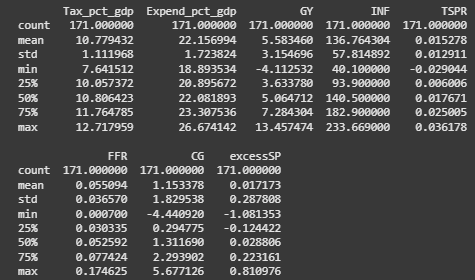 Tax_pct_gdp Expend_pct_gdp GY INF TSPR
count 171.000000 171.000000 171.000000 171.000000 171.000000
mean 10.779432 22.156994 5.583460 136.764304 0.015278
std 1.111968 1.723824 3.154696 57.814892 0.012911
min 7.641512 18.893534 -4.112532 40.100000 -0.029044
25% 10.057372 20.895672 3.633780 93.900000 0.006006
50% 10.806423 22.081893 5.064712 140.500000 0.017671
75% 11.764785 23.307536 7.284304 182.900000 0.025005
max 12.717959 26.674142 13.457474 233.669000 0.036178
FFR CG excessSP
count 171.000000 171.000000 171.000000
mean 0.055094 1.153378 0.017173
std 0.036570 1.829538 0.287808
min 0.000700 -4.440920 -1.081353
25% 0.030335 0.294775 -0.124422
50% 0.052592 1.311690 0.028806
75% 0.077424 2.293902 0.223161
max 0.174625 5.677126 0.810976